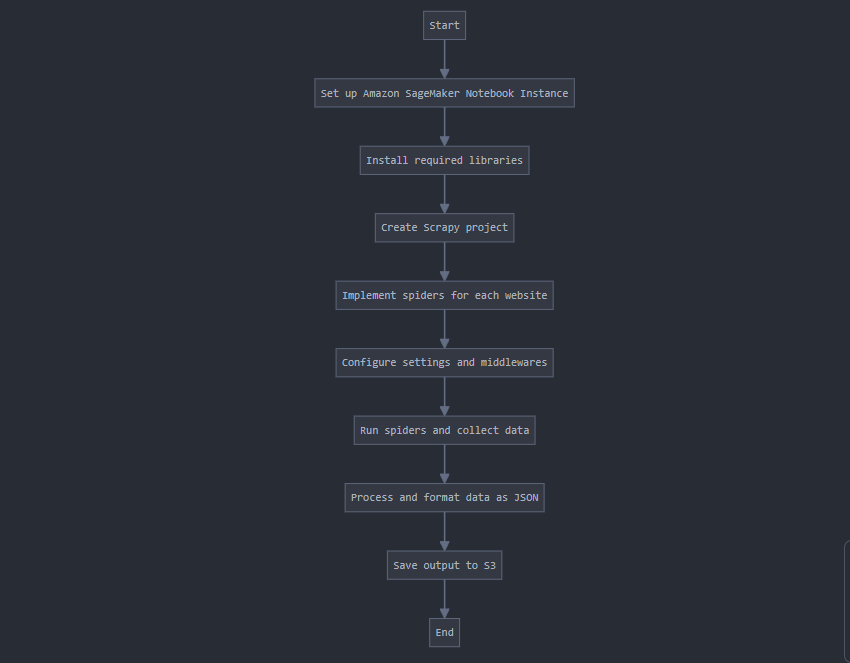 Start
Set up Amazon SageMaker Notebook Instance
Install required libraries
Create Scrapy project
Implement spiders for each website
Configure settings and middlewares
Run spiders and collect data
Process and format data as JSON
Save output to S3
End